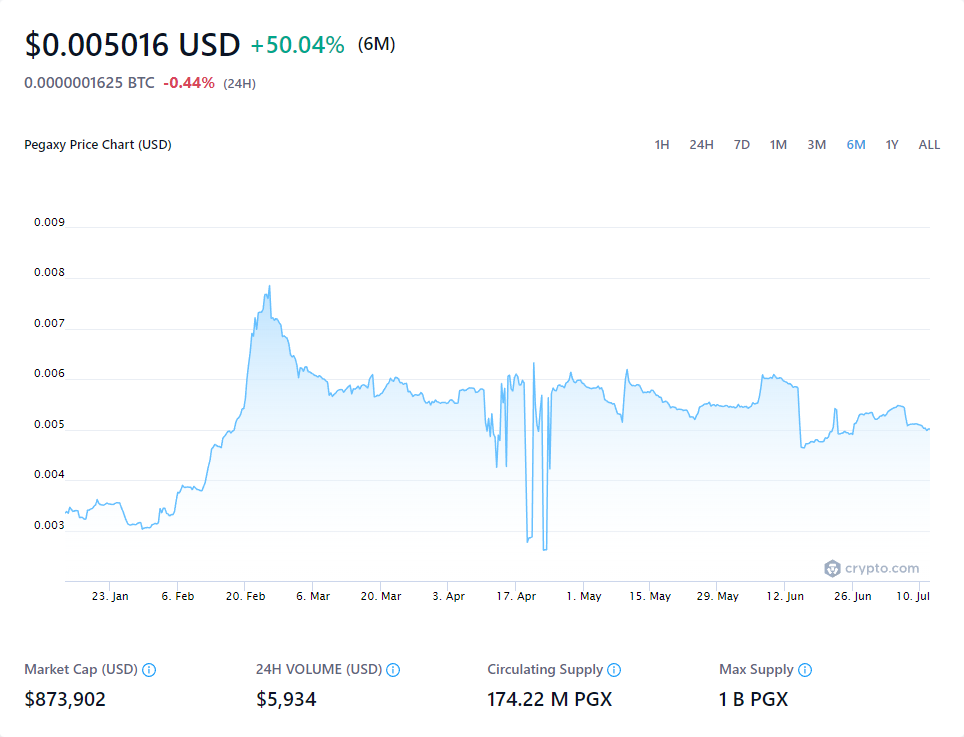 $0.005016 USD +50.04% (6M)
0.0000001625 BTC -0.44% (24H)
Pegaxy Price Chart (USD) 1H 24H 7D 1M 3M 6M 1Y ALL
0.009
0.008
0.007
0.006
0.005
0.004
0.003
crypto.com
23. Jan 6. Feb 20. Feb 6. Mar 20. Mar 3. Apr 17. Apr 1. May 15. May 29. May 12. Jun 26. Jun 10. Jul
Market Cap (USD) 24H VOLUME (USD) Circulating Supply Max Supply
$873,902 $5,934 174.22 M PGX 1 B PGX